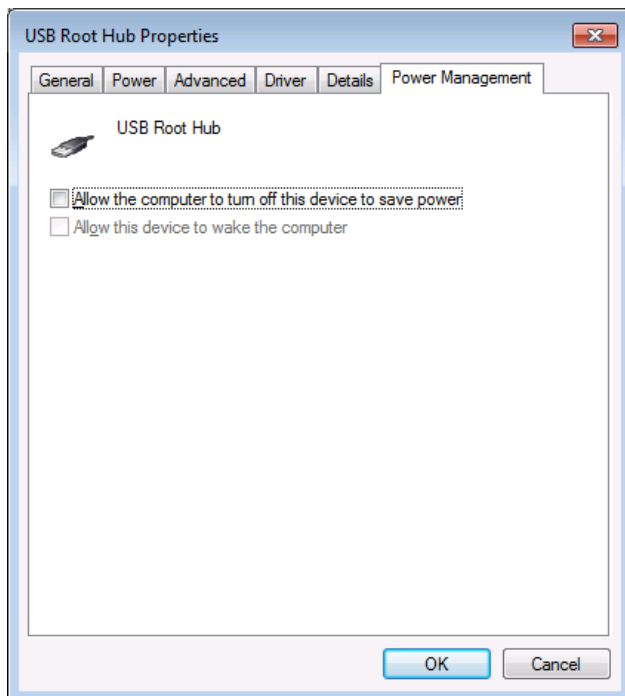 USB Root Hub Properties
General Power Advanced Driver Details Power Management
USB Root Hub
Allow the computer to turn off this device to save power
Allow this device to wake the computer
OK Cancel